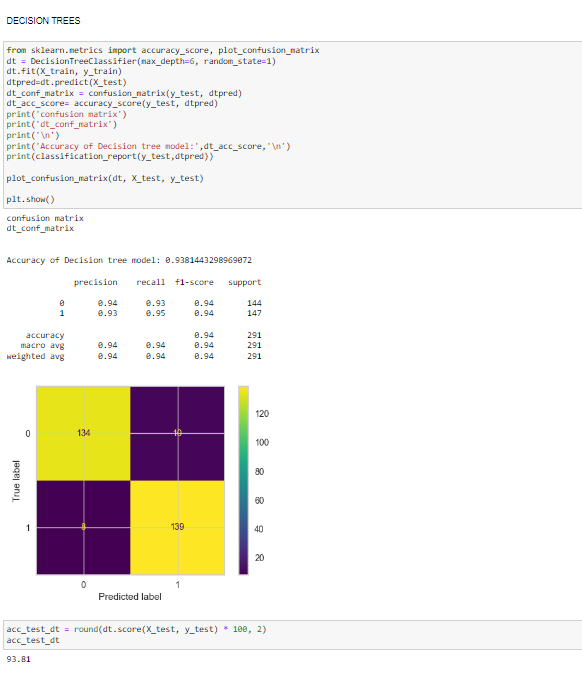 DECISION TREES
from sklearn.metrics import accuracy_score, plot_confusion_matrix
dt = DecisionTreeClassifier(max_depth=6, random_state=1)
dt.fit(X_train, y_train)
dtpred=dt.predict(X_test)
dt_conf_matrix = confusion_matrix(y_test, dtpred)
dt_acc_score= accuracy_score(y_test, dtpred)
print('confusion matrix')
print('dt_conf_matrix')
print('\n')
print('Accuracy of Decision tree model:',dt_acc_score,'\n')
print(classification_report(y_test,dtpred))
plot_confusion_matrix(dt, X_test, y_test)
plt.show()
confusion matrix
dt_conf_matrix
Accuracy of Decision tree model: 0.9381443298969072
precision recall f1-score support
0 0.94 0.93 0.94 144
1 0.93 0.95 0.94 147
accuracy 0.94 291
macro avg 0.94 0.94 0.94 291
weighted avg 0.94 0.94 0.94 291
120
100
80
60
40
20
0 134 10
True label
1 8 139
0 1
Predicted label
acc_test_dt = round(dt.score(X_test, y_test) * 100, 2)
acc_test_dt
93.81